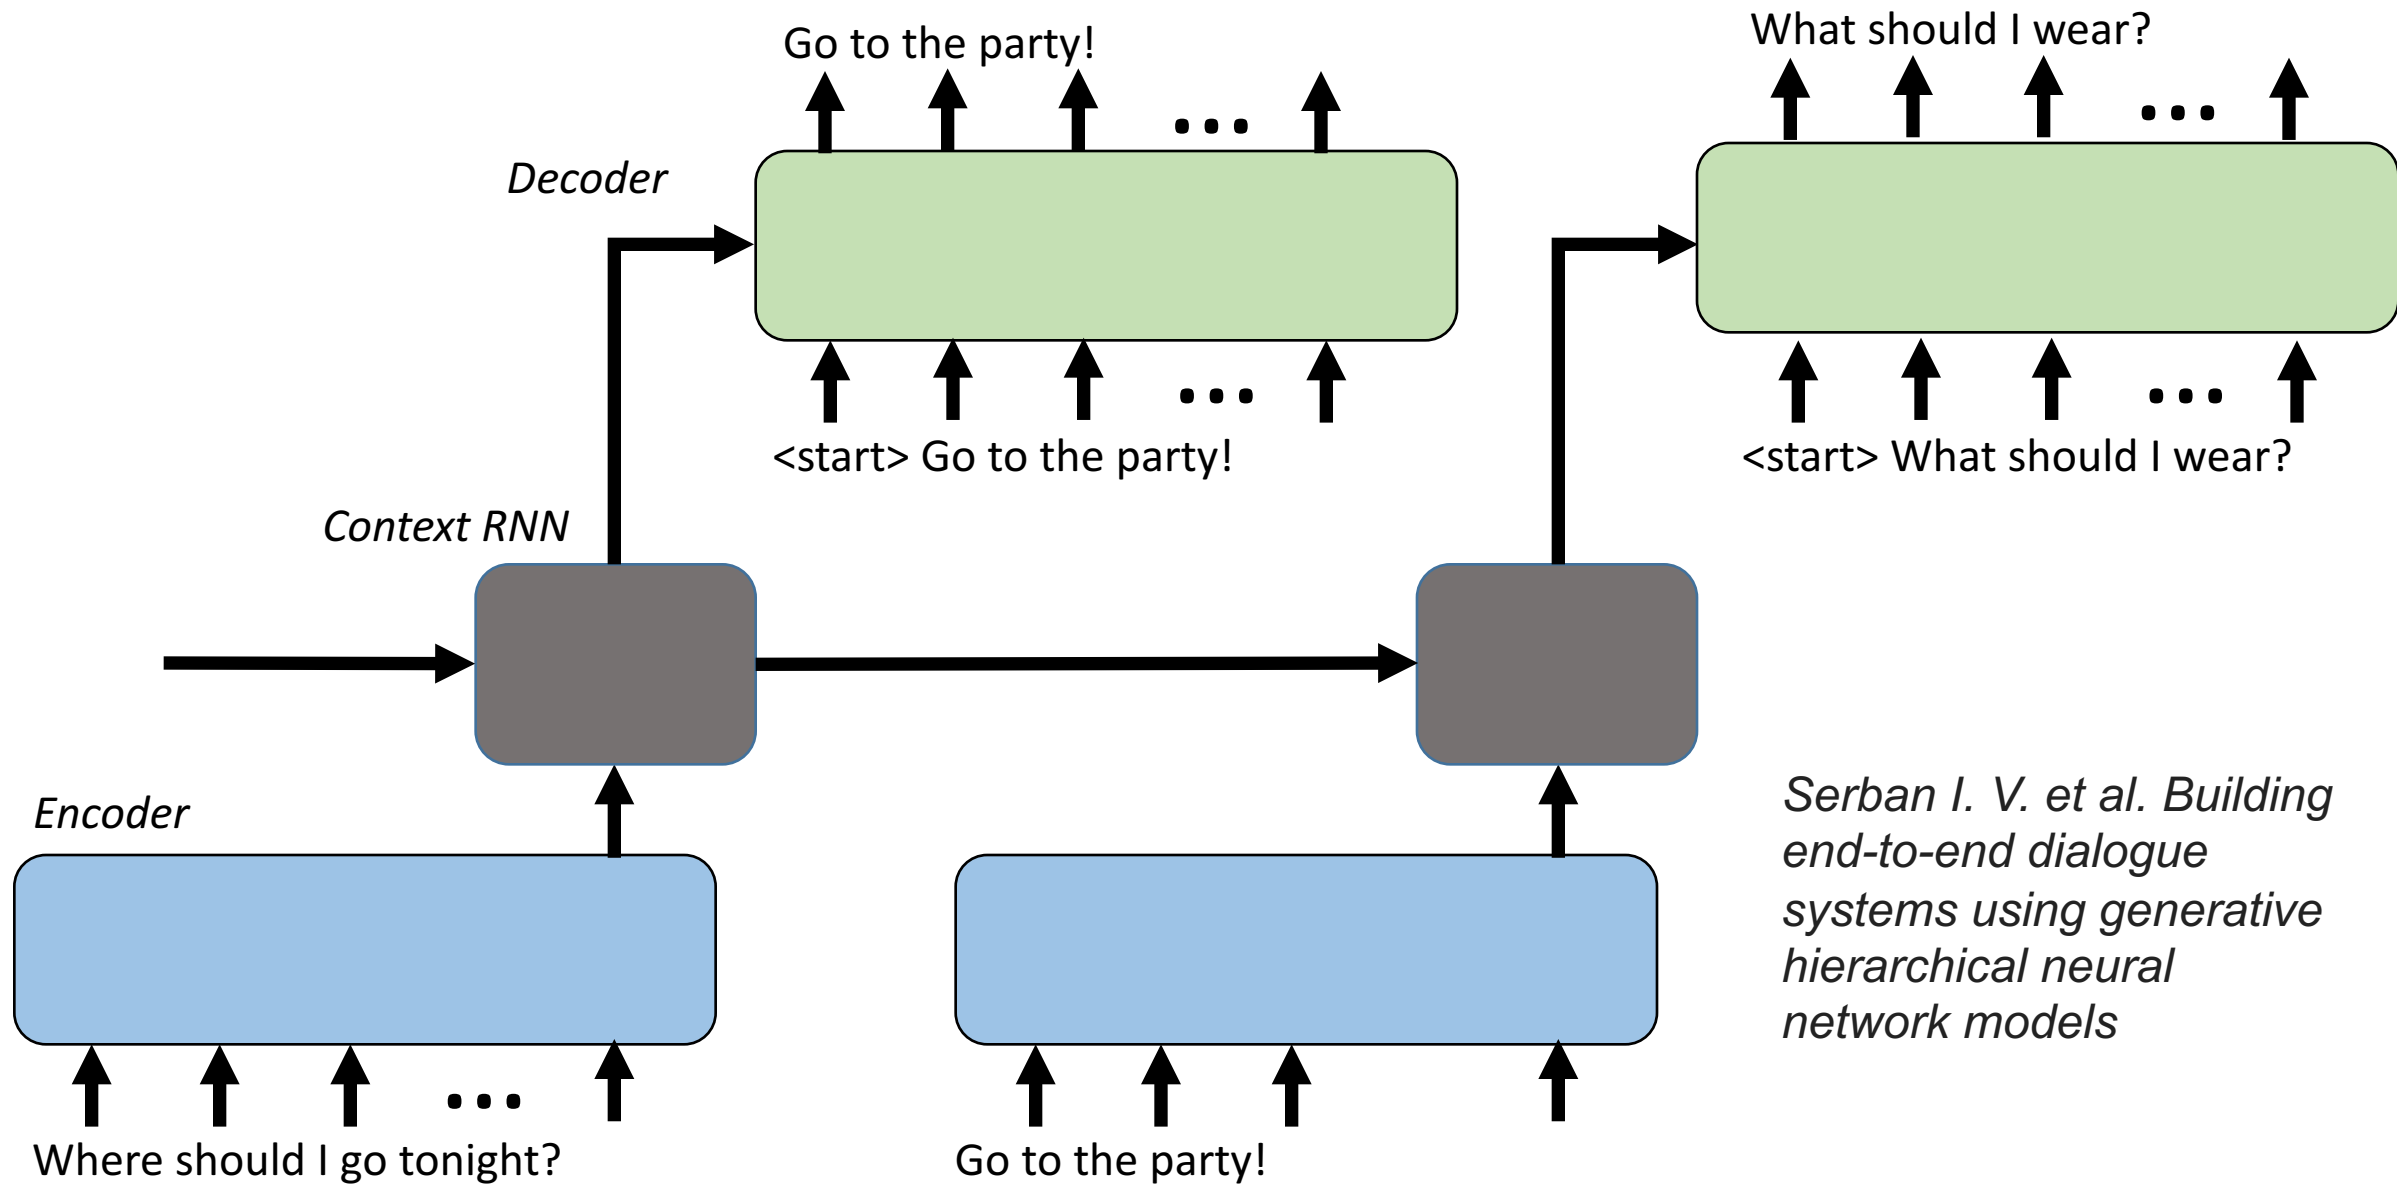 Go to the party!
What should I wear?
Decoder
<start> Go to the party!
<start> What should I wear?
Context RNN
Encoder
Serban I. V. et al. Building
end-to-end dialogue
systems using generative
hierarchical neural
network models
Where should I go tonight?
Go to the party!